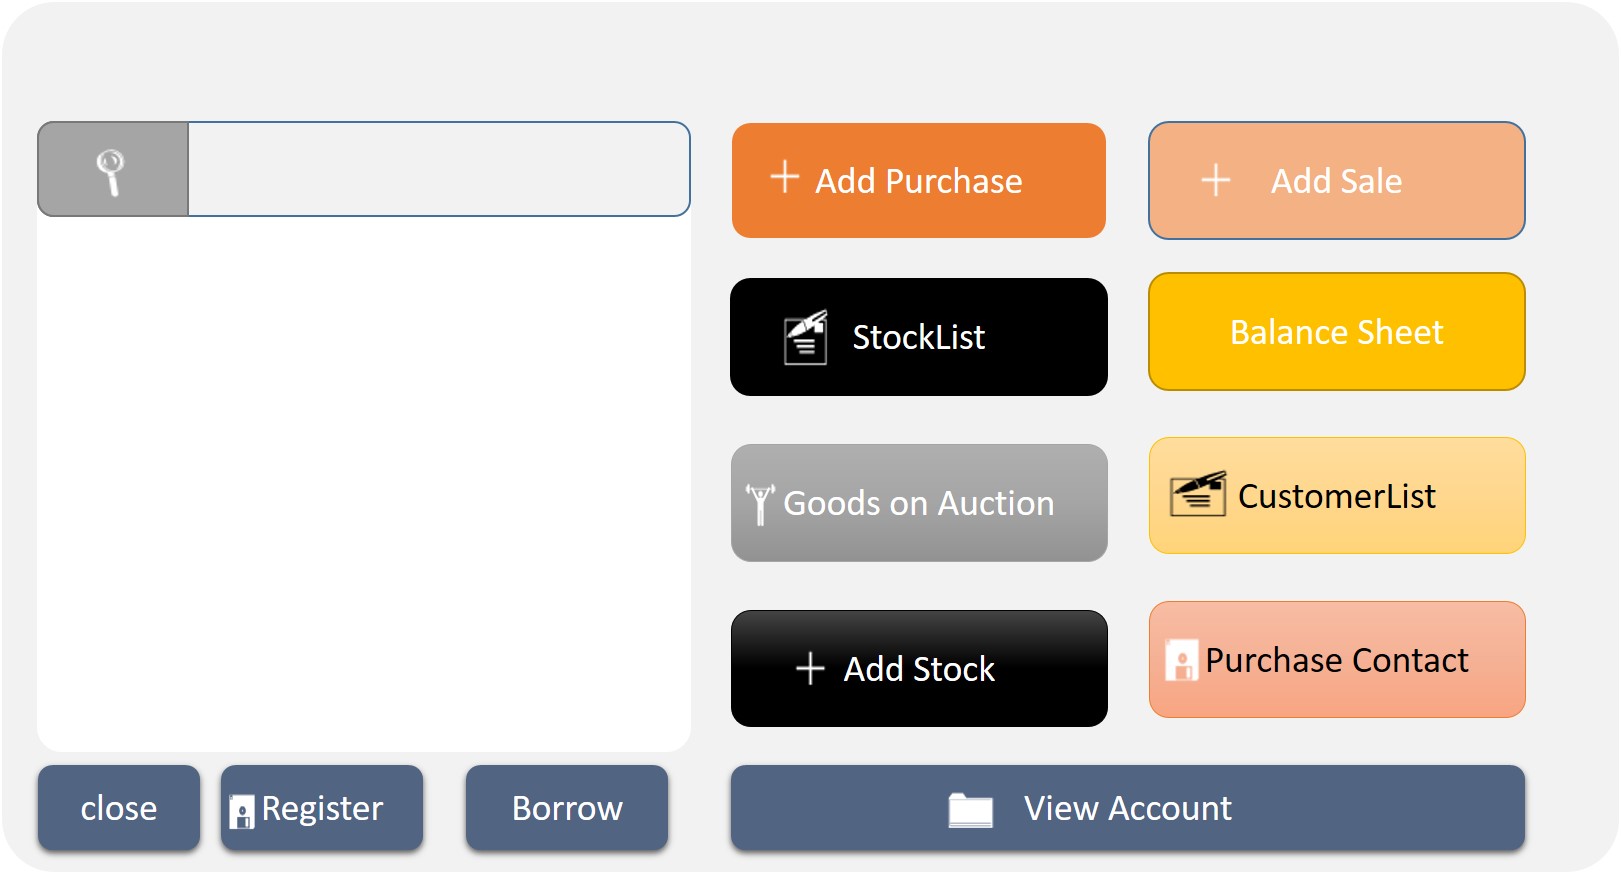 Add Purchase
Add Sale
StockList
Balance Sheet
Goods on Auction
CustomerList
Add Stock
Purchase Contact
close
Register
Borrow
View Account